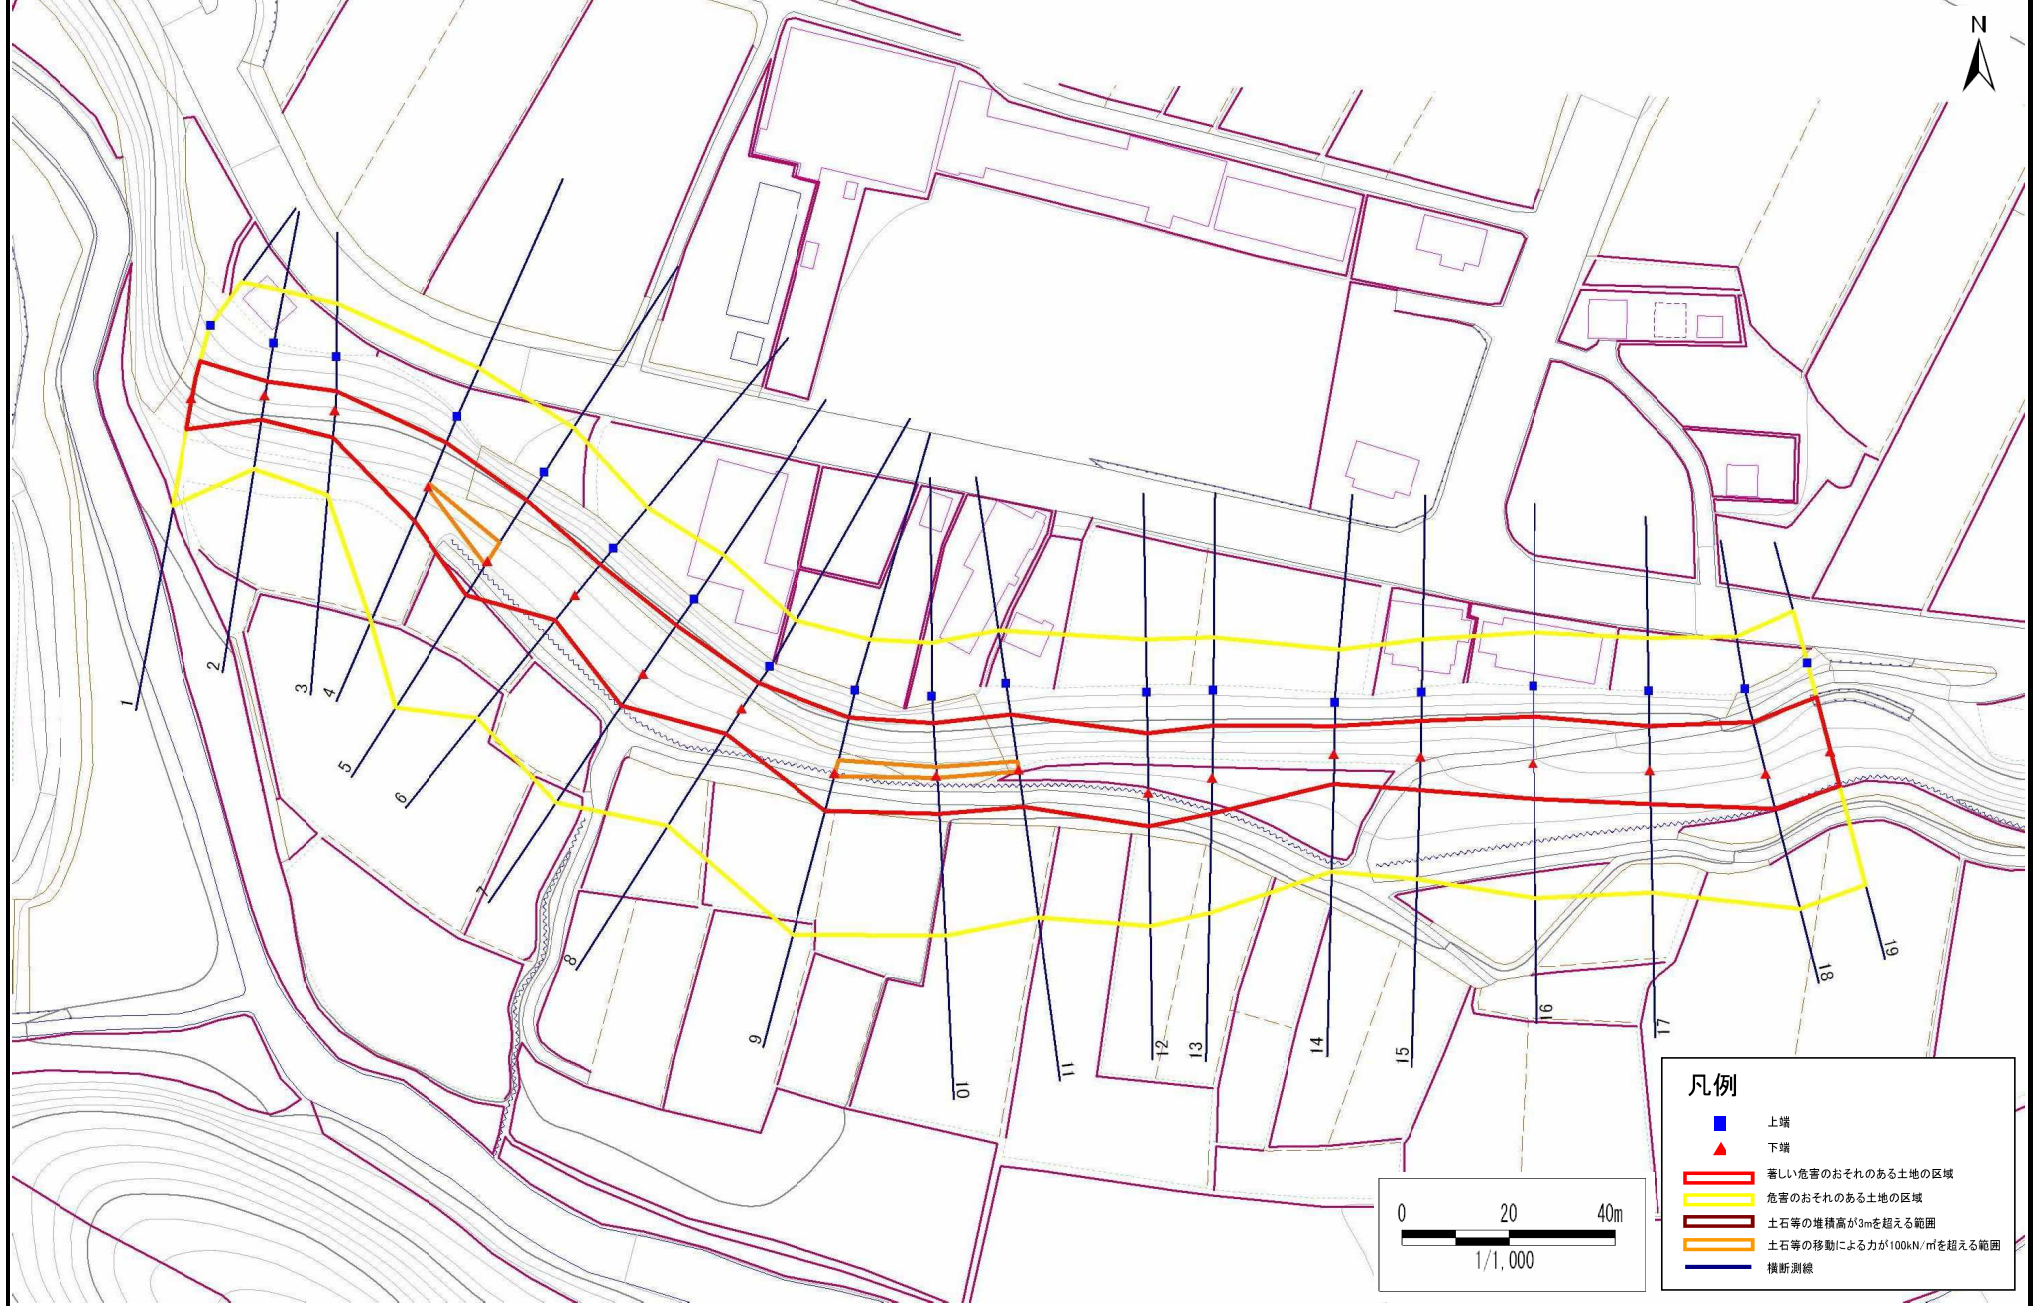 N
1
2
3
4
5
6
7
8
9
10
11
12
13
14
15
16
17
18
19
凡例
上端
下端
著しい危害のおそれのある土地の区域
危害のおそれのある土地の区域
土石等の堆積高が3mを超える範囲
土石等の移動による力が100kN/㎡を超える範囲
横断測線
0 20 40m
1/1,000